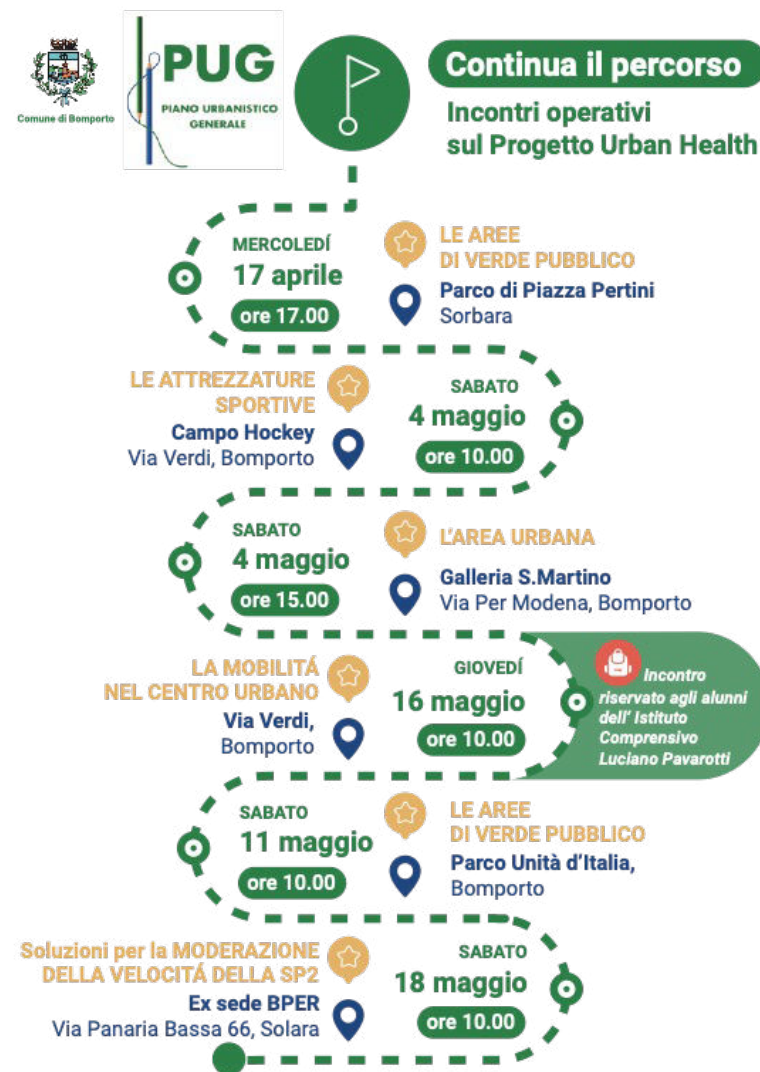 Comune di Bomporto
PUG
PIANO URBANISTICO
GENERALE
Continua il percorso
Incontri operativi
sul Progetto Urban Health
MERCOLEDÍ
17 aprile
ore 17.00
LE AREE
DI VERDE PUBBLICO
Parco di Piazza Pertini
Sorbara
LE ATTREZZATURE
SPORTIVE
Campo Hockey
Via Verdi, Bomporto
SABATO
4 maggio
ore 10.00
SABATO
4 maggio
ore 15.00
L'AREA URBANA
Galleria S.Martino
Via Per Modena, Bomporto
LA MOBILITÁ
NEL CENTRO URBANO
Via Verdi,
Bomporto
GIOVEDÍ
16 maggio
ore 10.00
Incontro
riservato agli alunni
dell' Istituto
Comprensivo
Luciano Pavarotti
SABATO
11 maggio
ore 10.00
LE AREE
DI VERDE PUBBLICO
Parco Unità d'Italia,
Bomporto
Soluzioni per la MODERAZIONE
DELLA VELOCITÁ DELLA SP2
Ex sede BPER
Via Panaria Bassa 66, Solara
SABATO
18 maggio
ore 10.00